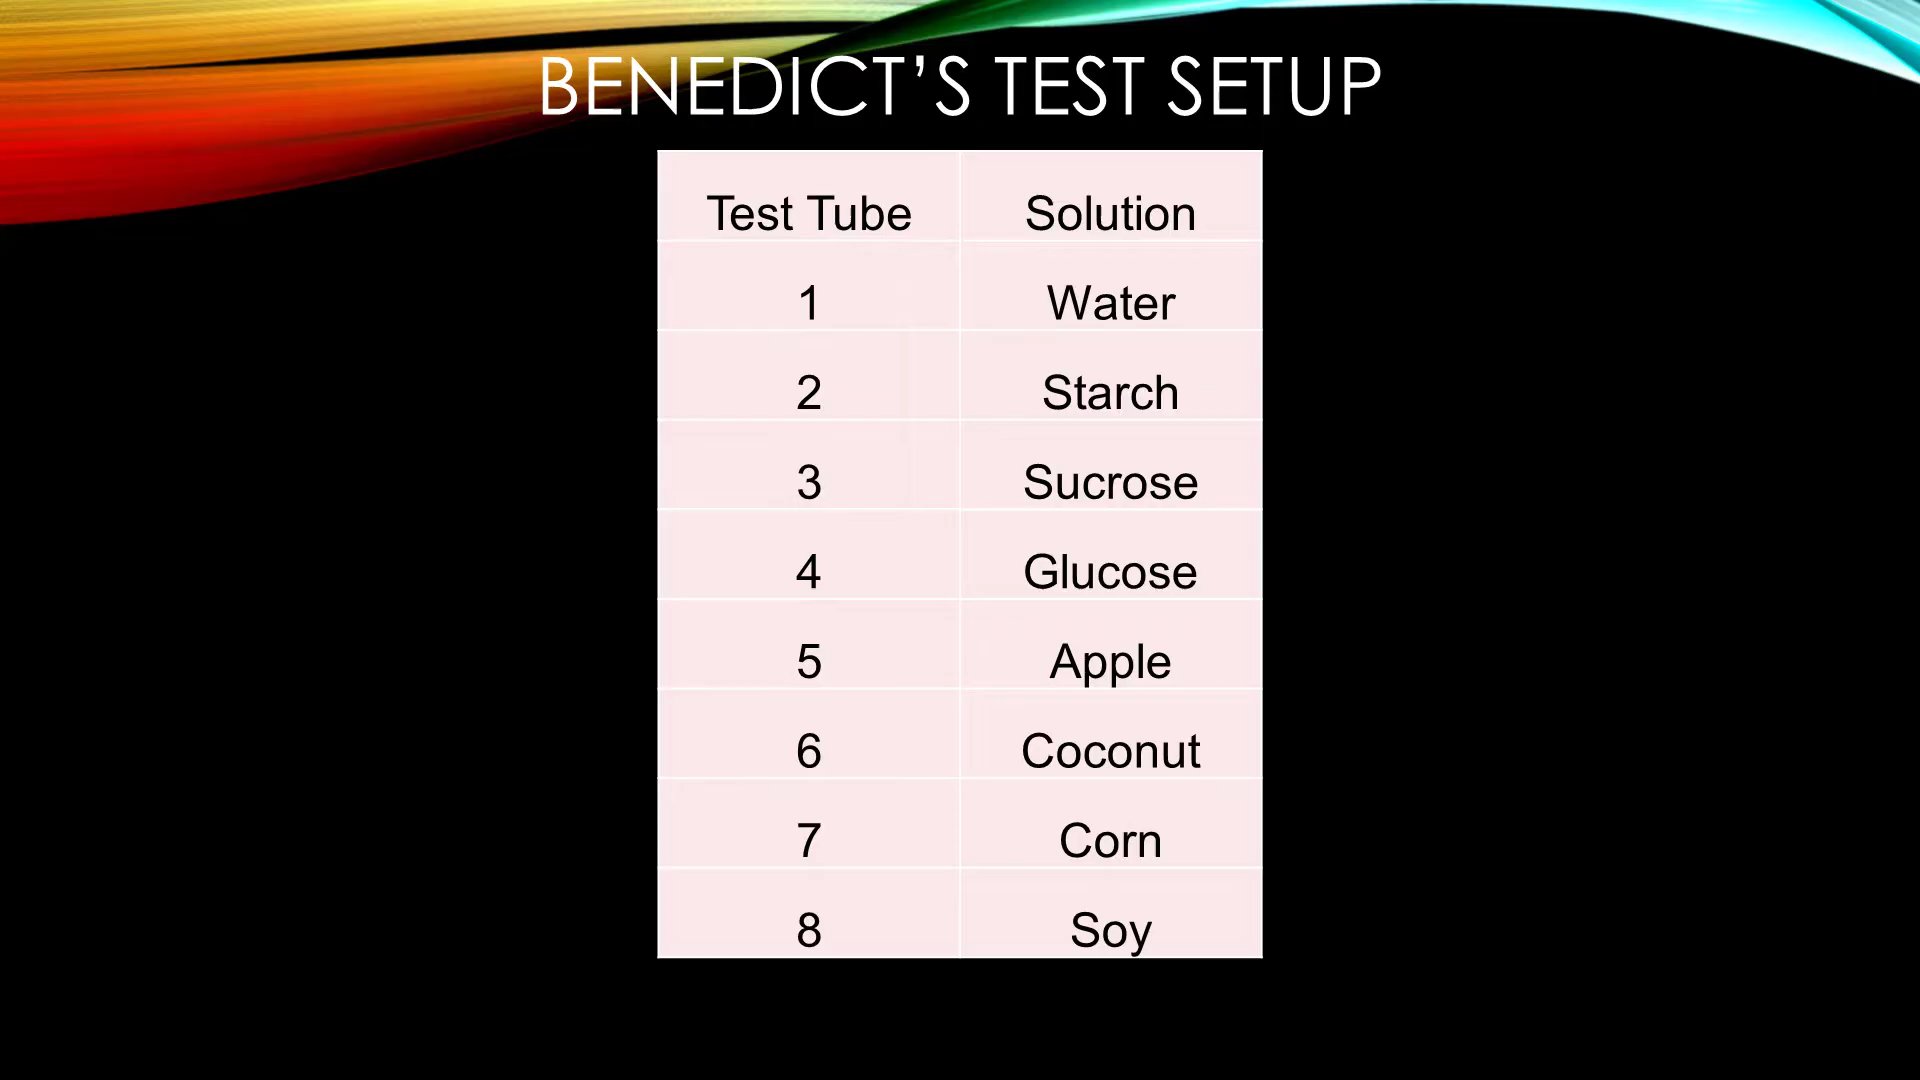 BENEDICT’S TEST SETUP
Test Tube Solution
1 Water
2 Starch
3 Sucrose
4 Glucose
5 Apple
6 Coconut
7 Corn
8 Soy